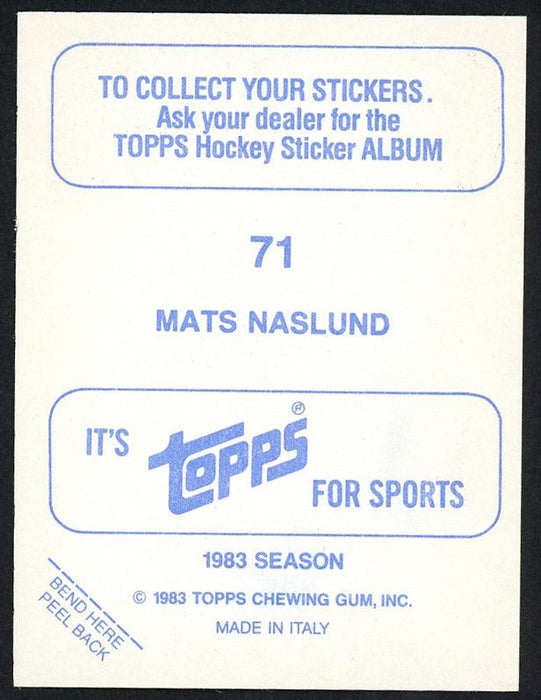 TO COLLECT YOUR STICKERS.
Ask your dealer for the
TOPPS Hockey Sticker ALBUM
71
MATS NASLUND
IT'S
topps®
FOR SPORTS
1983 SEASON
© 1983 TOPPS CHEWING GUM, INC.
MADE IN ITALY
BEND HERE
PEEL BACK